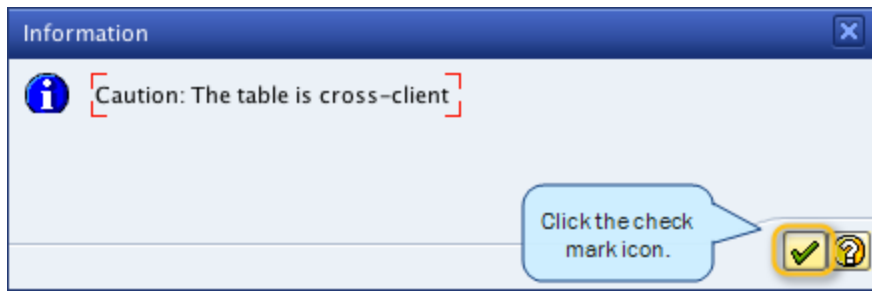 Information
Caution: The table is cross-client
Click the check
mark icon.